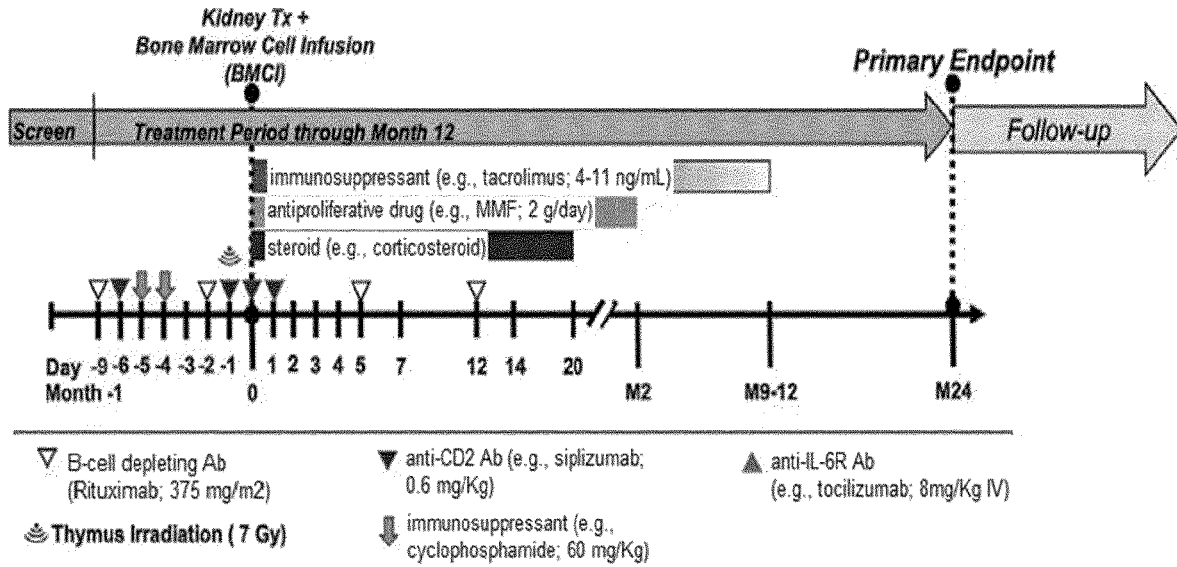 Kidney Tx +
Bone Marrow Cell Infusion
(BMCI)
Primary Endpoint
Screen
Treatment Period through Month 12
Follow-up
immunosuppressant (e.g., tacrolimus; 4-11 ng/mL)
antiproliferative drug (e.g., MMF; 2 g/day)
steroid (e.g., corticosteroid)
Day -9 -6 -5 -4 -3 -2 -1 1 2 3 4 5 7 12 14 20
Month -1 0 M2 M9-12 M24
B-cell depleting Ab
(Rituximab; 375 mg/m2)
anti-CD2 Ab (e.g., siplizumab;
0.6 mg/Kg)
anti-IL-6R Ab
(e.g., tocilizumab; 8mg/Kg IV)
Thymus Irradiation ( 7 Gy)
immunosuppressant (e.g.,
cyclophosphamide; 60 mg/Kg)